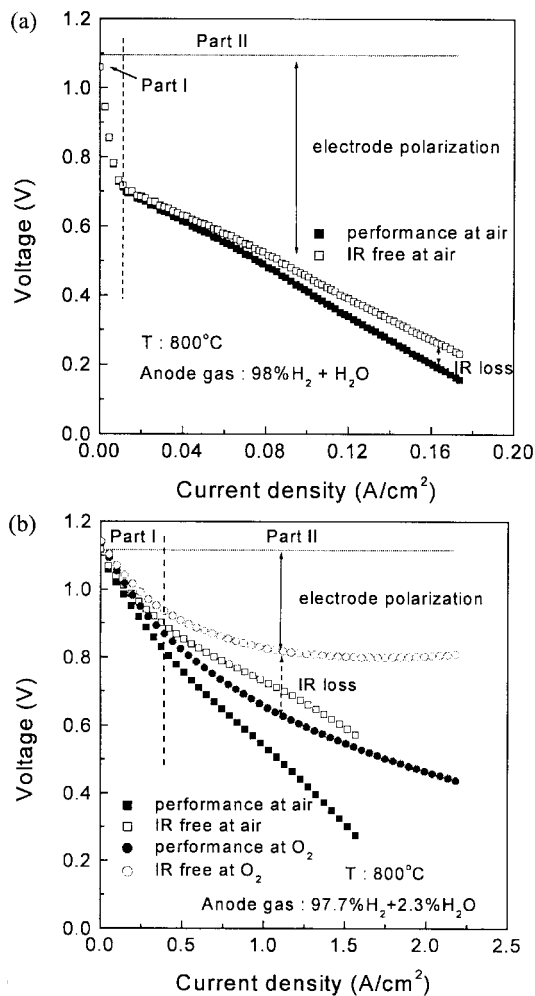 (a)
1.2
Part II
1.0
Part I
0.8
electrode polarization
0.6
■ performance at air
□ IR free at air
0.4
T : 800°C
0.2
IR loss
Anode gas : 98%H₂ + H₂O
0.0
0.00 0.04 0.08 0.12 0.16 0.20
Voltage (V)
Current density (A/cm²)
(b)
1.2
Part I Part II
1.0
electrode polarization
0.8
IR loss
0.6
0.4
■ performance at air
□ IR free at air
● performance at O₂
○ IR free at O₂
T : 800°C
0.2
Anode gas : 97.7%H₂+2.3%H₂O
0.0
0.0 0.5 1.0 1.5 2.0 2.5
Voltage (V)
Current density (A/cm²)